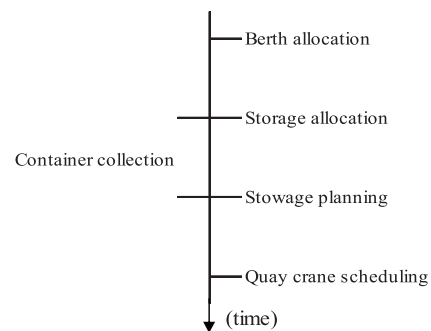 Berth allocation
Storage allocation
Container collection
Stowage planning
Quay crane scheduling
(time)